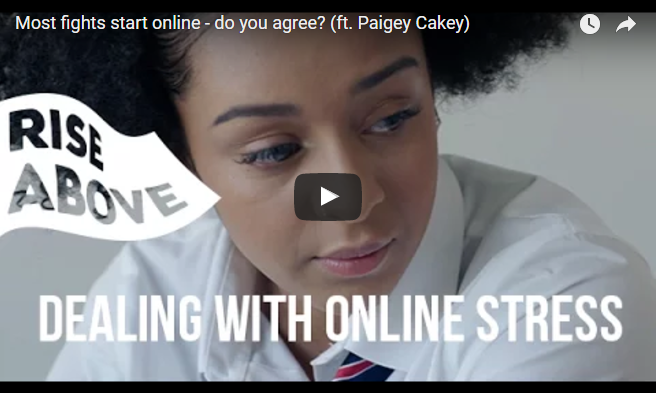 Most fights start online - do you agree? (ft. Paigey Cakey)
RISE
ABOVE
DEALING WITH ONLINE STRESS